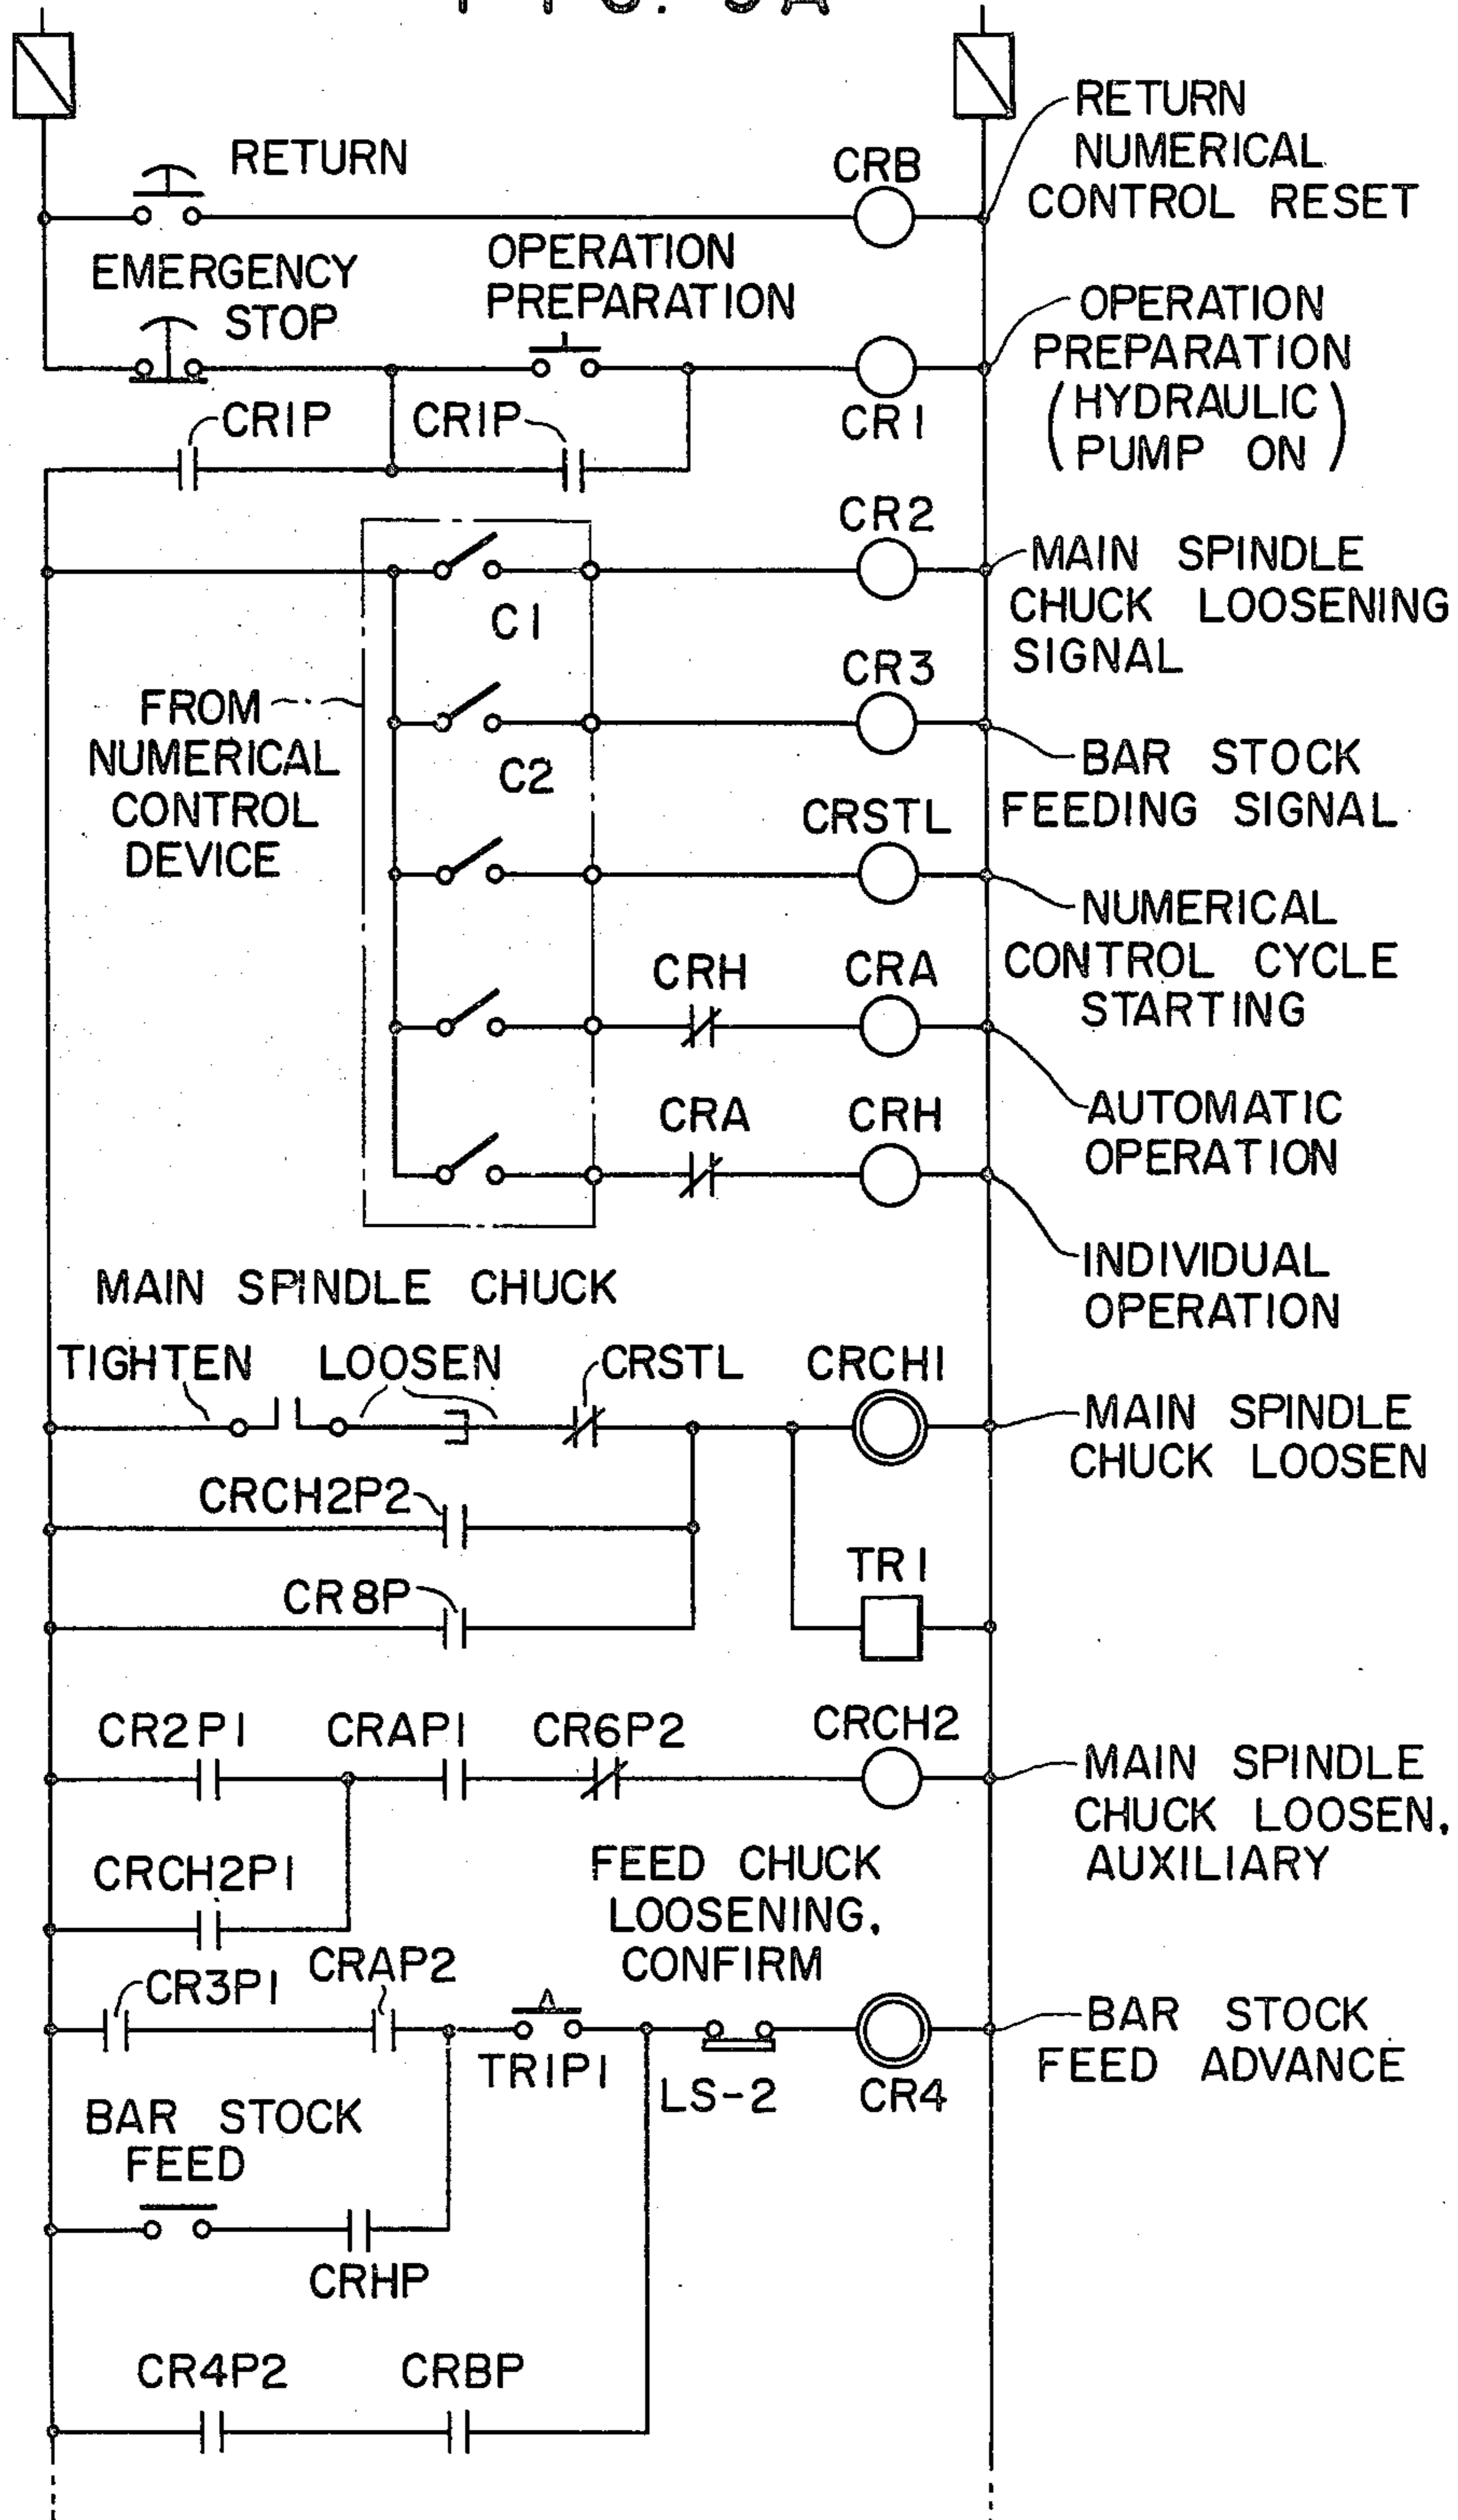 RETURN
CRB
RETURN
NUMERICAL
CONTROL RESET
EMERGENCY
STOP
OPERATION
PREPARATION
CR1
OPERATION
PREPARATION
(HYDRAULIC
PUMP ON)
CR1P
CR1P
CR2
C1
MAIN SPINDLE
CHUCK LOOSENING
SIGNAL
FROM
NUMERICAL
CONTROL
DEVICE
CR3
C2
BAR STOCK
FEEDING SIGNAL
CRSTL
NUMERICAL
CONTROL CYCLE
STARTING
CRH
CRA
AUTOMATIC
OPERATION
CRA
CRH
INDIVIDUAL
OPERATION
MAIN SPINDLE CHUCK
TIGHTEN
LOOSEN
CRSTL
CRCH1
MAIN SPINDLE
CHUCK LOOSEN
CRCH2P2
CR8P
TR1
CR2P1
CRAP1
CR6P2
CRCH2
MAIN SPINDLE
CHUCK LOOSEN,
AUXILIARY
CRCH2P1
FEED CHUCK
LOOSENING,
CONFIRM
CR3P1
CRAP2
TR1P1
LS-2
CR4
BAR STOCK
FEED ADVANCE
BAR STOCK
FEED
CRHP
CR4P2
CRBP